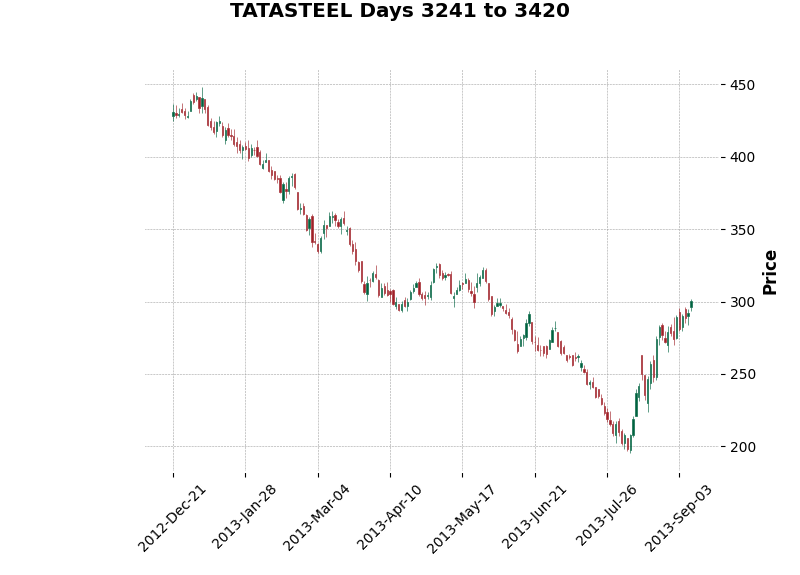 TATASTEEL Days 3241 to 3420
450
400
350
300
250
200
Price
2012-Dec-21
2013-Jan-28
2013-Mar-04
2013-Apr-10
2013-May-17
2013-Jun-21
2013-Jul-26
2013-Sep-03